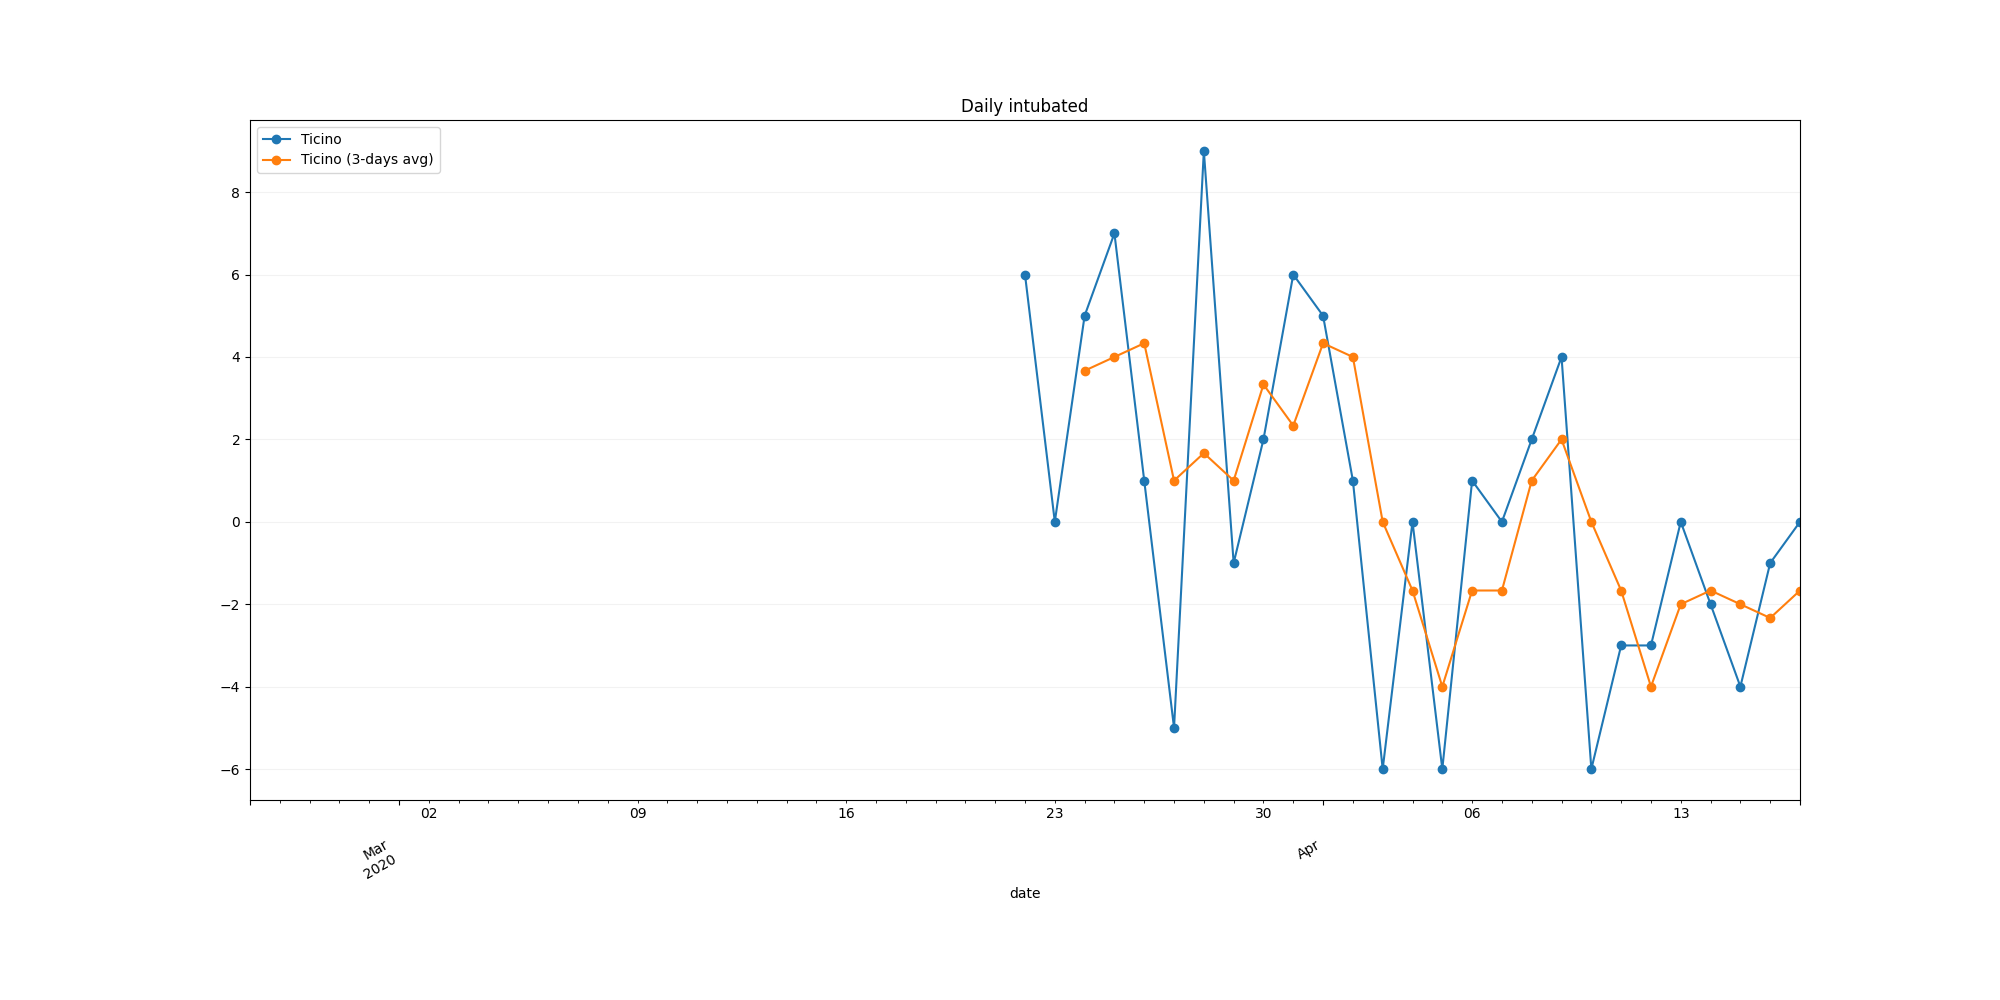 Daily intubated
Ticino
Ticino (3-days avg)
8
6
4
2
0
−2
−4
−6
02 09 16 23 30 06 13
Mar
2020
Apr
date